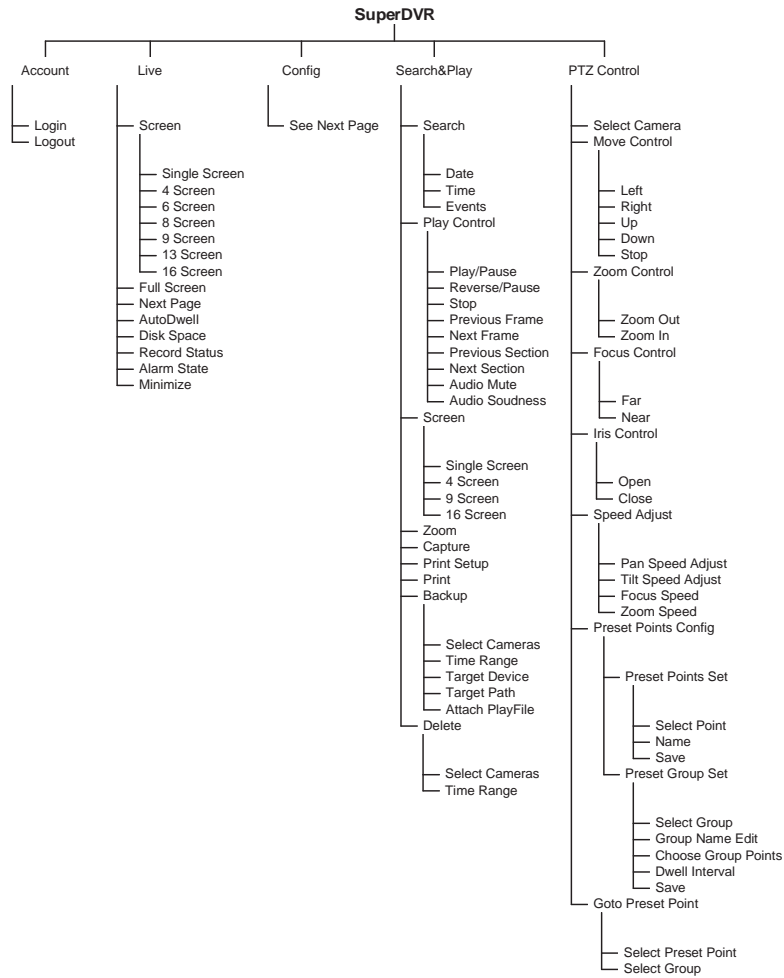 SuperDVR
Account
Login
Logout
Live
Screen
Single Screen
4 Screen
6 Screen
8 Screen
9 Screen
13 Screen
16 Screen
Full Screen
Next Page
AutoDwell
Disk Space
Record Status
Alarm State
Minimize
Config
See Next Page
Search&Play
Search
Date
Time
Events
Play Control
Play/Pause
Reverse/Pause
Stop
Previous Frame
Next Frame
Previous Section
Next Section
Audio Mute
Audio Soudness
Screen
Single Screen
4 Screen
9 Screen
16 Screen
Zoom
Capture
Print Setup
Print
Backup
Select Cameras
Time Range
Target Device
Target Path
Attach PlayFile
Delete
Select Cameras
Time Range
PTZ Control
Select Camera
Move Control
Left
Right
Up
Down
Stop
Zoom Control
Zoom Out
Zoom In
Focus Control
Far
Near
Iris Control
Open
Close
Speed Adjust
Pan Speed Adjust
Tilt Speed Adjust
Focus Speed
Zoom Speed
Preset Points Config
Preset Points Set
Select Point
Name
Save
Preset Group Set
Select Group
Group Name Edit
Choose Group Points
Dwell Interval
Save
Goto Preset Point
Select Preset Point
Select Group